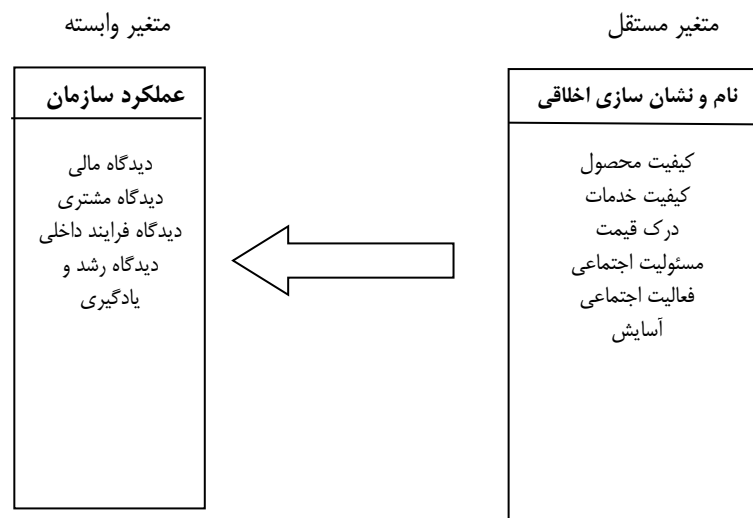 متغیر مستقل
نام و نشان سازی اخلاقی
کیفیت محصول
کیفیت خدمات
درک قیمت
مسئولیت اجتماعی
فعالیت اجتماعی
آسایش
متغیر وابسته
عملکرد سازمان
دیدگاه مالی
دیدگاه مشتری
دیدگاه فرایند داخلی
دیدگاه رشد و
یادگیری